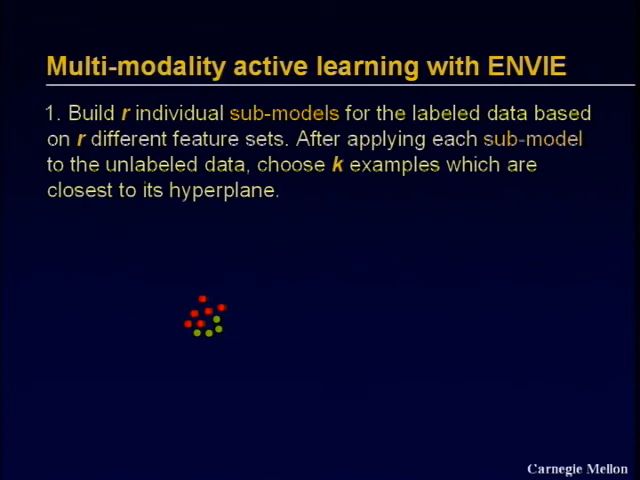 Multi-modality active learning with ENVIE
1. Build r individual sub-models for the labeled data based
on r different feature sets. After applying each sub-model
to the unlabeled data, choose k examples which are
closest to its hyperplane.
Carnegie Mellon